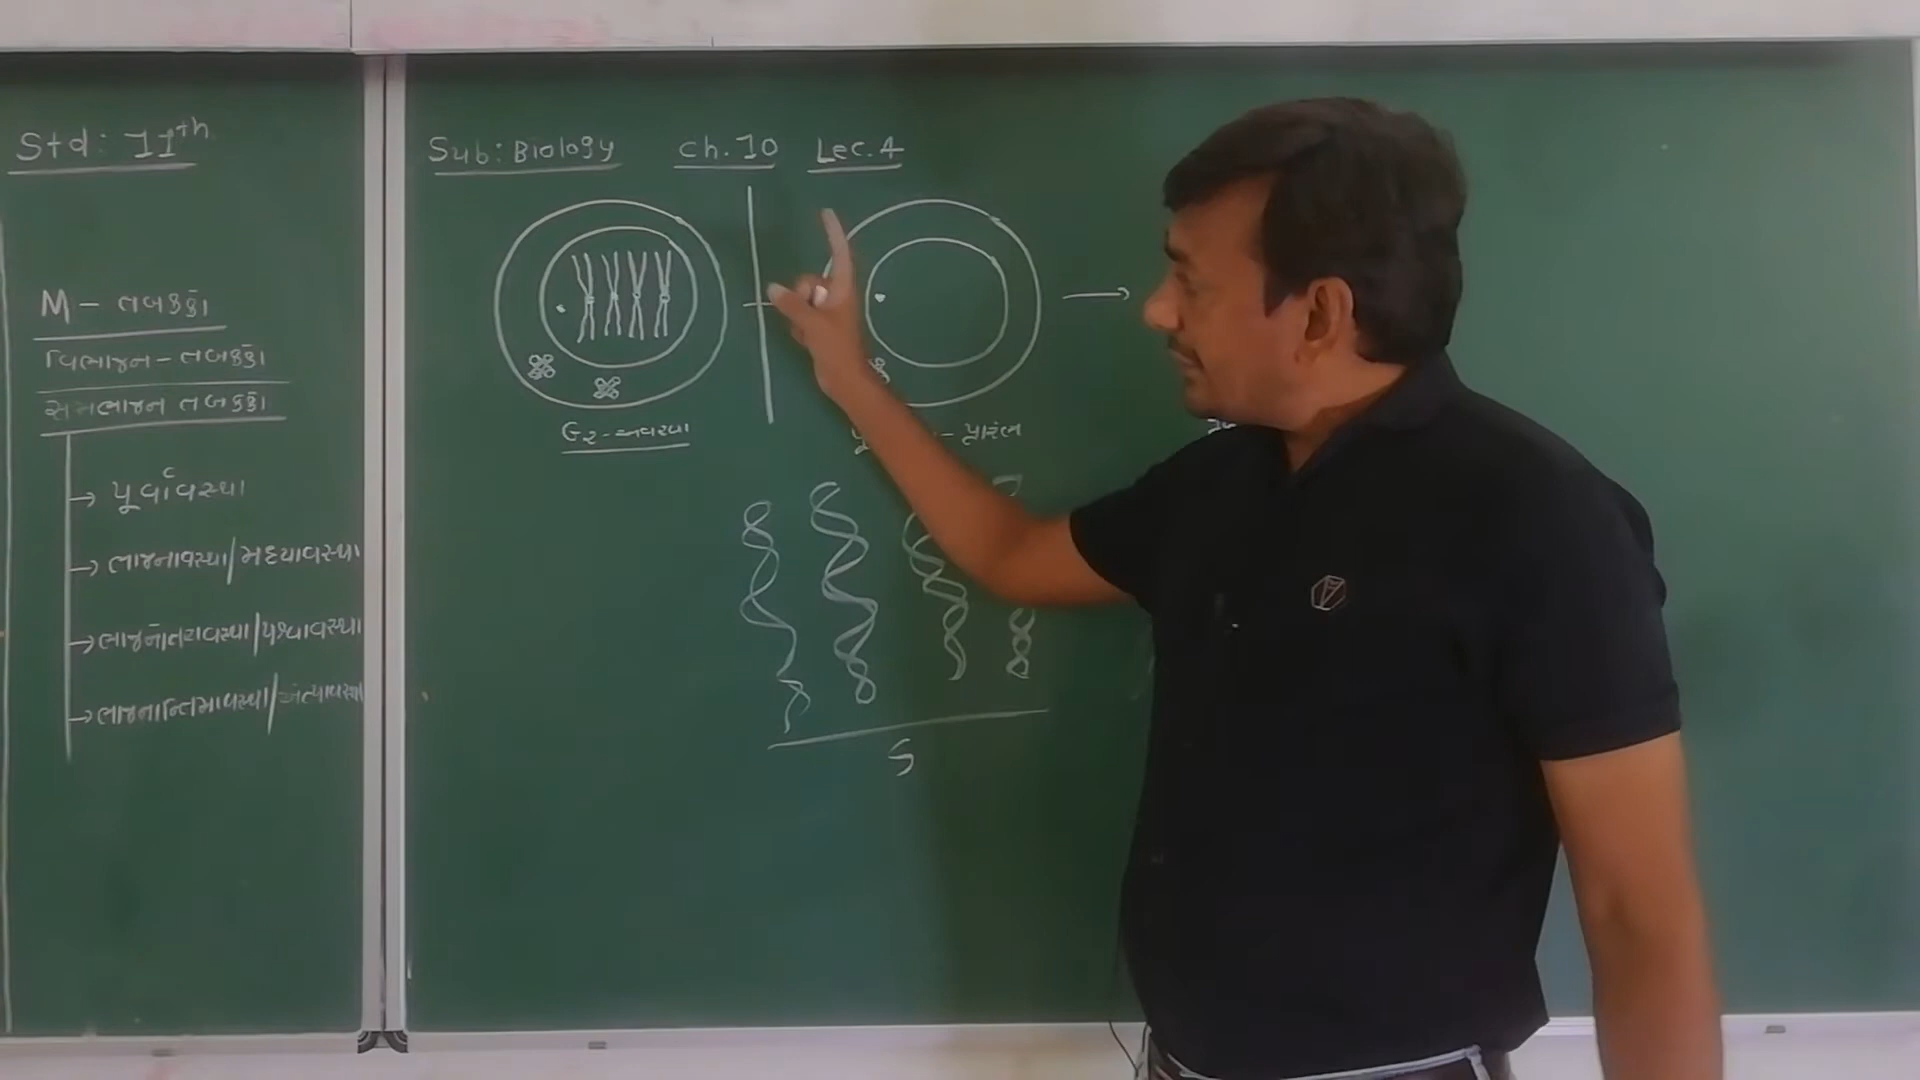 Std: 11th
M - તબક્કો
વિભાજન - તબક્કો
સમભાજન તબક્કો
→ પૂર્વાવસ્થા
→ ભાજનાવસ્થા/મધ્યાવસ્થા
→ ભાજનોતરાવસ્થા/પશ્ચાવસ્થા
→ ભાજનાન્તિમાવસ્થા/અંત્યાવસ્થા
Sub: Biology Ch. 10 Lec. 4
G2 - અવસ્થા
- પ્રારંભ
S